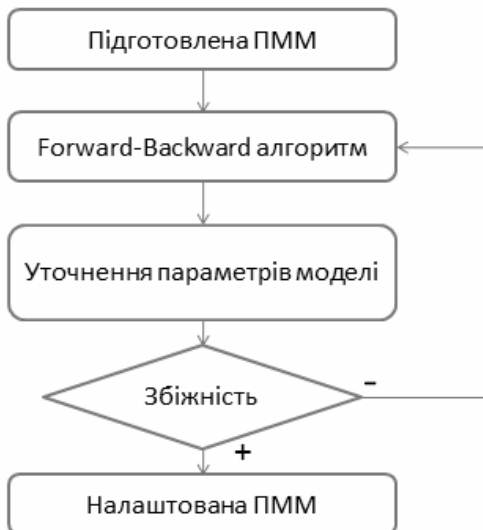 Підготовлена ПММ
Forward-Backward алгоритм
Уточнення параметрів моделі
Збіжність
-
+
Налаштована ПММ